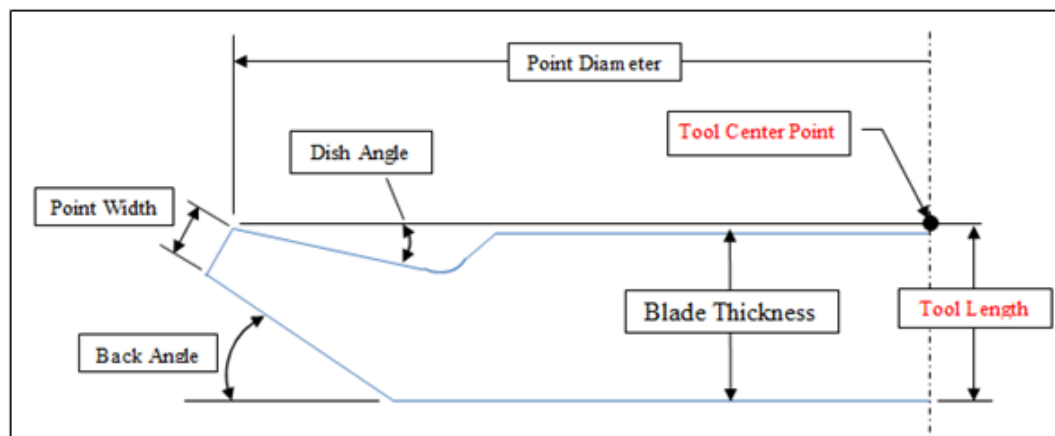 Point Diameter
Tool Center Point
Dish Angle
Point Width
Blade Thickness
Tool Length
Back Angle